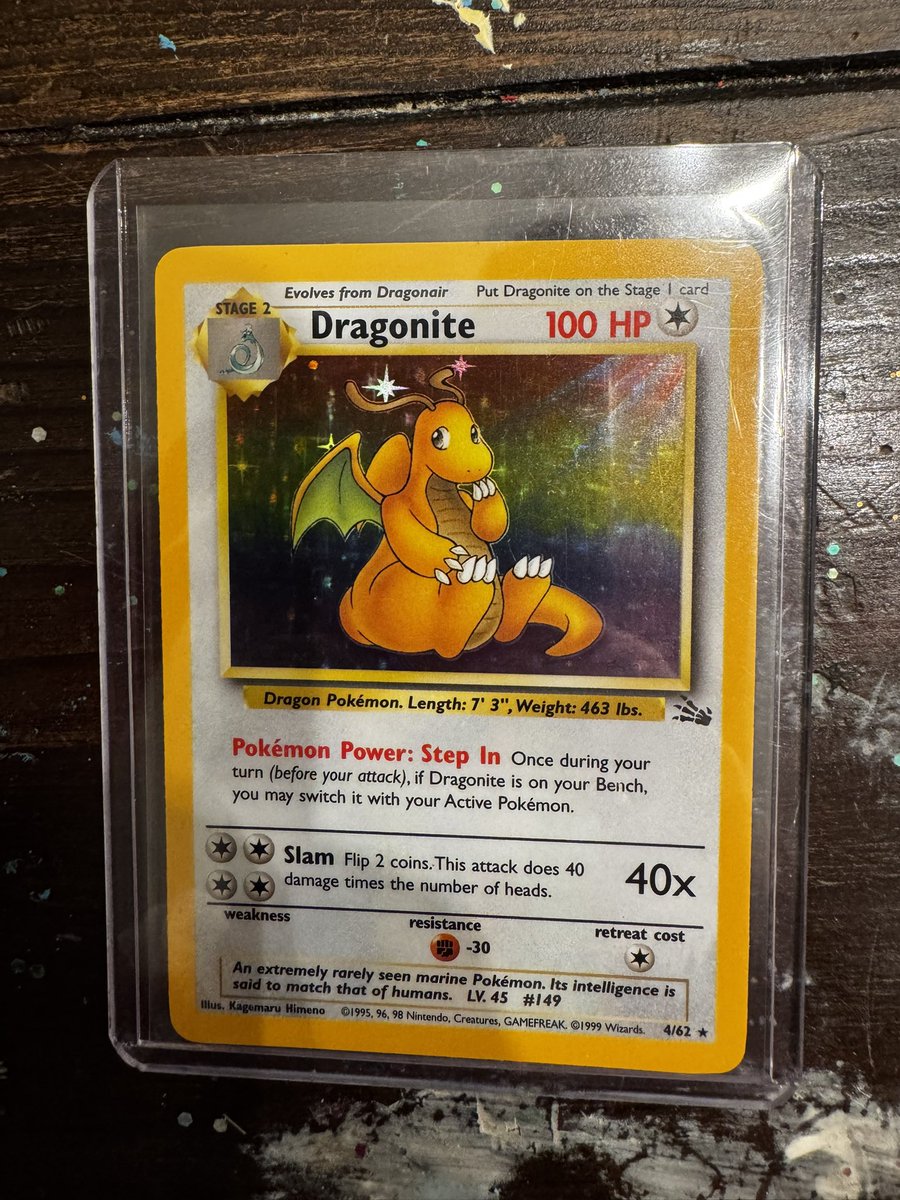 Evolves from Dragonair Put Dragonite on the Stage 1 card
STAGE 2
Dragonite 100 HP
Dragon Pokémon. Length: 7' 3", Weight: 463 lbs.
Pokémon Power: Step In Once during your
turn (before your attack), if Dragonite is on your Bench,
you may switch it with your Active Pokémon.
Slam Flip 2 coins. This attack does 40
damage times the number of heads.
40x
weakness
resistance
retreat cost
-30
An extremely rarely seen marine Pokémon. Its intelligence is
said to match that of humans. LV. 45 #149
Illus. Kagemaru Himeno ©1995, 96, 98 Nintendo, Creatures, GAMEFREAK. ©1999 Wizards. 4/62 ★